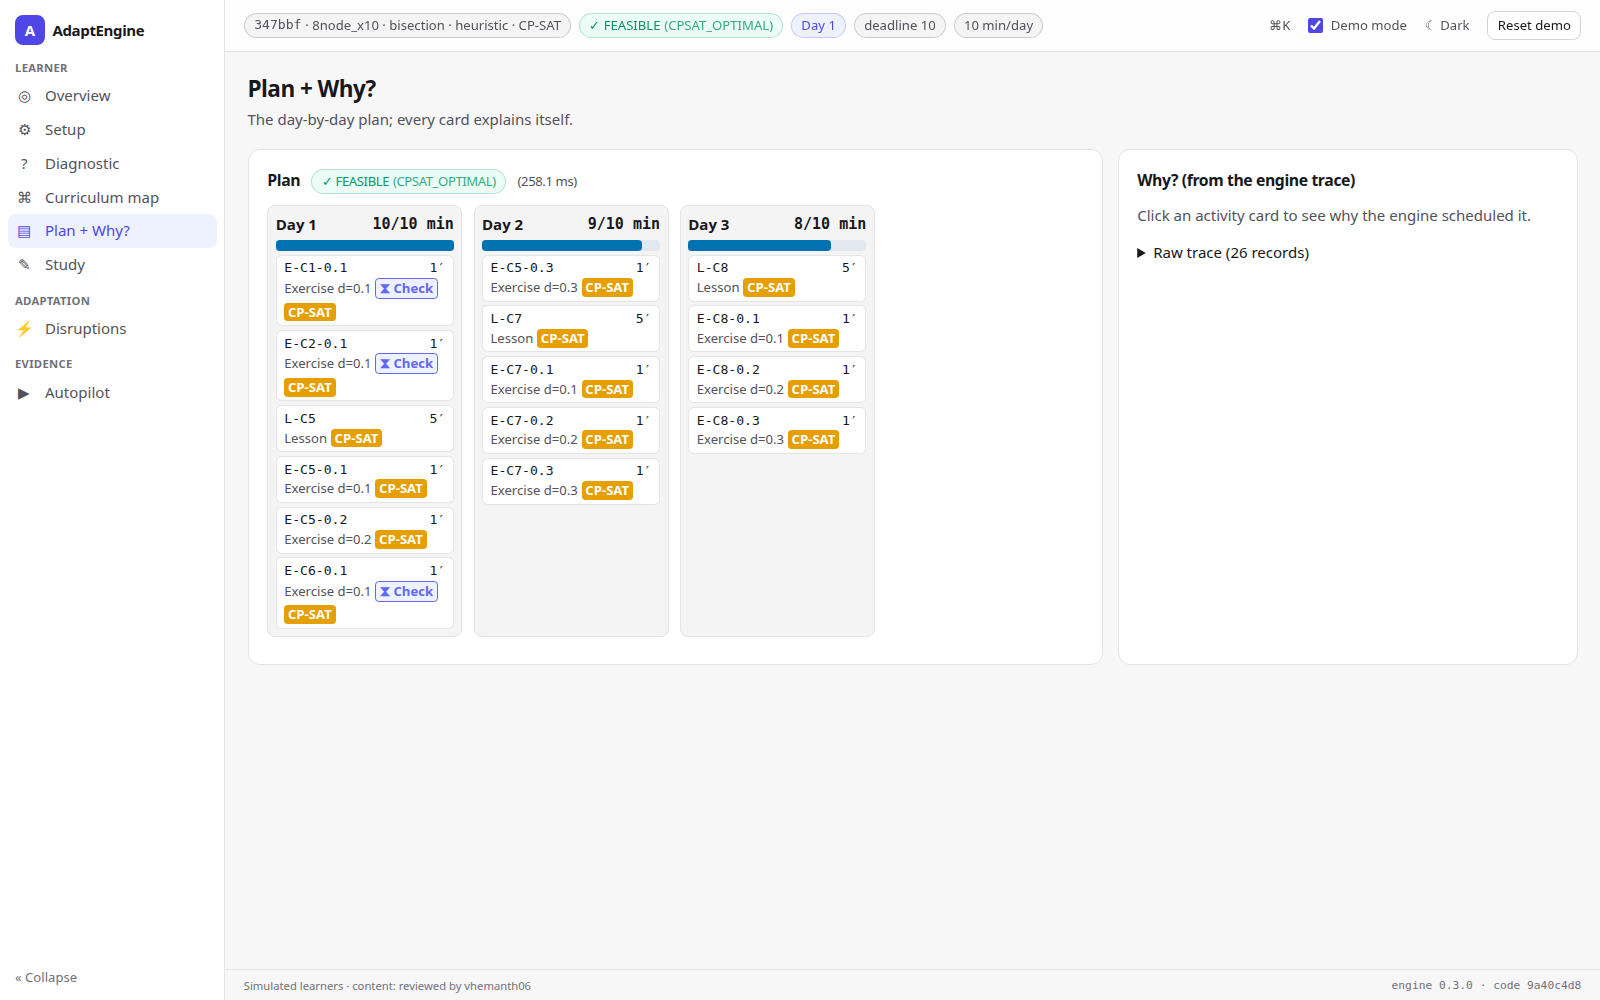 A AdaptEngine
LEARNER
◎ Overview
⚙ Setup
? Diagnostic
⌘ Curriculum map
▤ Plan + Why?
✎ Study
ADAPTATION
⚡ Disruptions
EVIDENCE
▶ Autopilot
« Collapse
347bbf · 8node_x10 · bisection · heuristic · CP-SAT ✓ FEASIBLE (CPSAT_OPTIMAL) Day 1 deadline 10 10 min/day ⌘K Demo mode ☾ Dark Reset demo
Plan + Why?
The day-by-day plan; every card explains itself.
Plan ✓ FEASIBLE (CPSAT_OPTIMAL) (258.1 ms)
Day 1 10/10 min
E-C1-0.1 1′
Exercise d=0.1 ⧗ Check
CP-SAT
E-C2-0.1 1′
Exercise d=0.1 ⧗ Check
CP-SAT
L-C5 5′
Lesson CP-SAT
E-C5-0.1 1′
Exercise d=0.1 CP-SAT
E-C5-0.2 1′
Exercise d=0.2 CP-SAT
E-C6-0.1 1′
Exercise d=0.1 ⧗ Check
CP-SAT
Day 2 9/10 min
E-C5-0.3 1′
Exercise d=0.3 CP-SAT
L-C7 5′
Lesson CP-SAT
E-C7-0.1 1′
Exercise d=0.1 CP-SAT
E-C7-0.2 1′
Exercise d=0.2 CP-SAT
E-C7-0.3 1′
Exercise d=0.3 CP-SAT
Day 3 8/10 min
L-C8 5′
Lesson CP-SAT
E-C8-0.1 1′
Exercise d=0.1 CP-SAT
E-C8-0.2 1′
Exercise d=0.2 CP-SAT
E-C8-0.3 1′
Exercise d=0.3 CP-SAT
Why? (from the engine trace)
Click an activity card to see why the engine scheduled it.
▶ Raw trace (26 records)
Simulated learners · content: reviewed by vhemanth06
engine 0.3.0 · code 9a40c4d8